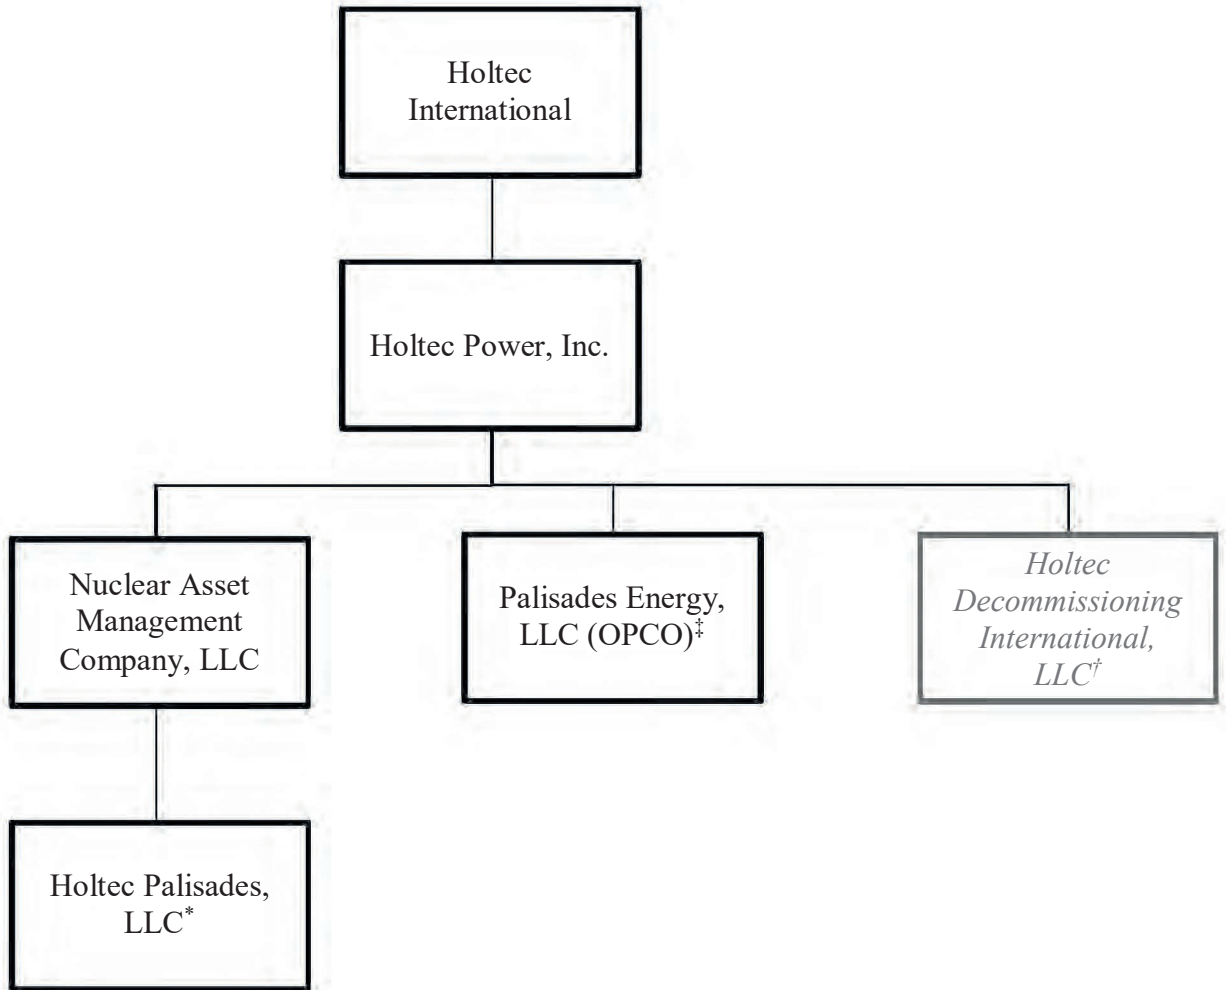 Holtec
International
Holtec Power, Inc.
Nuclear Asset
Management
Company, LLC
Palisades Energy,
LLC (OPCO)‡
Holtec
Decommissioning
International,
LLC†
Holtec Palisades,
LLC*